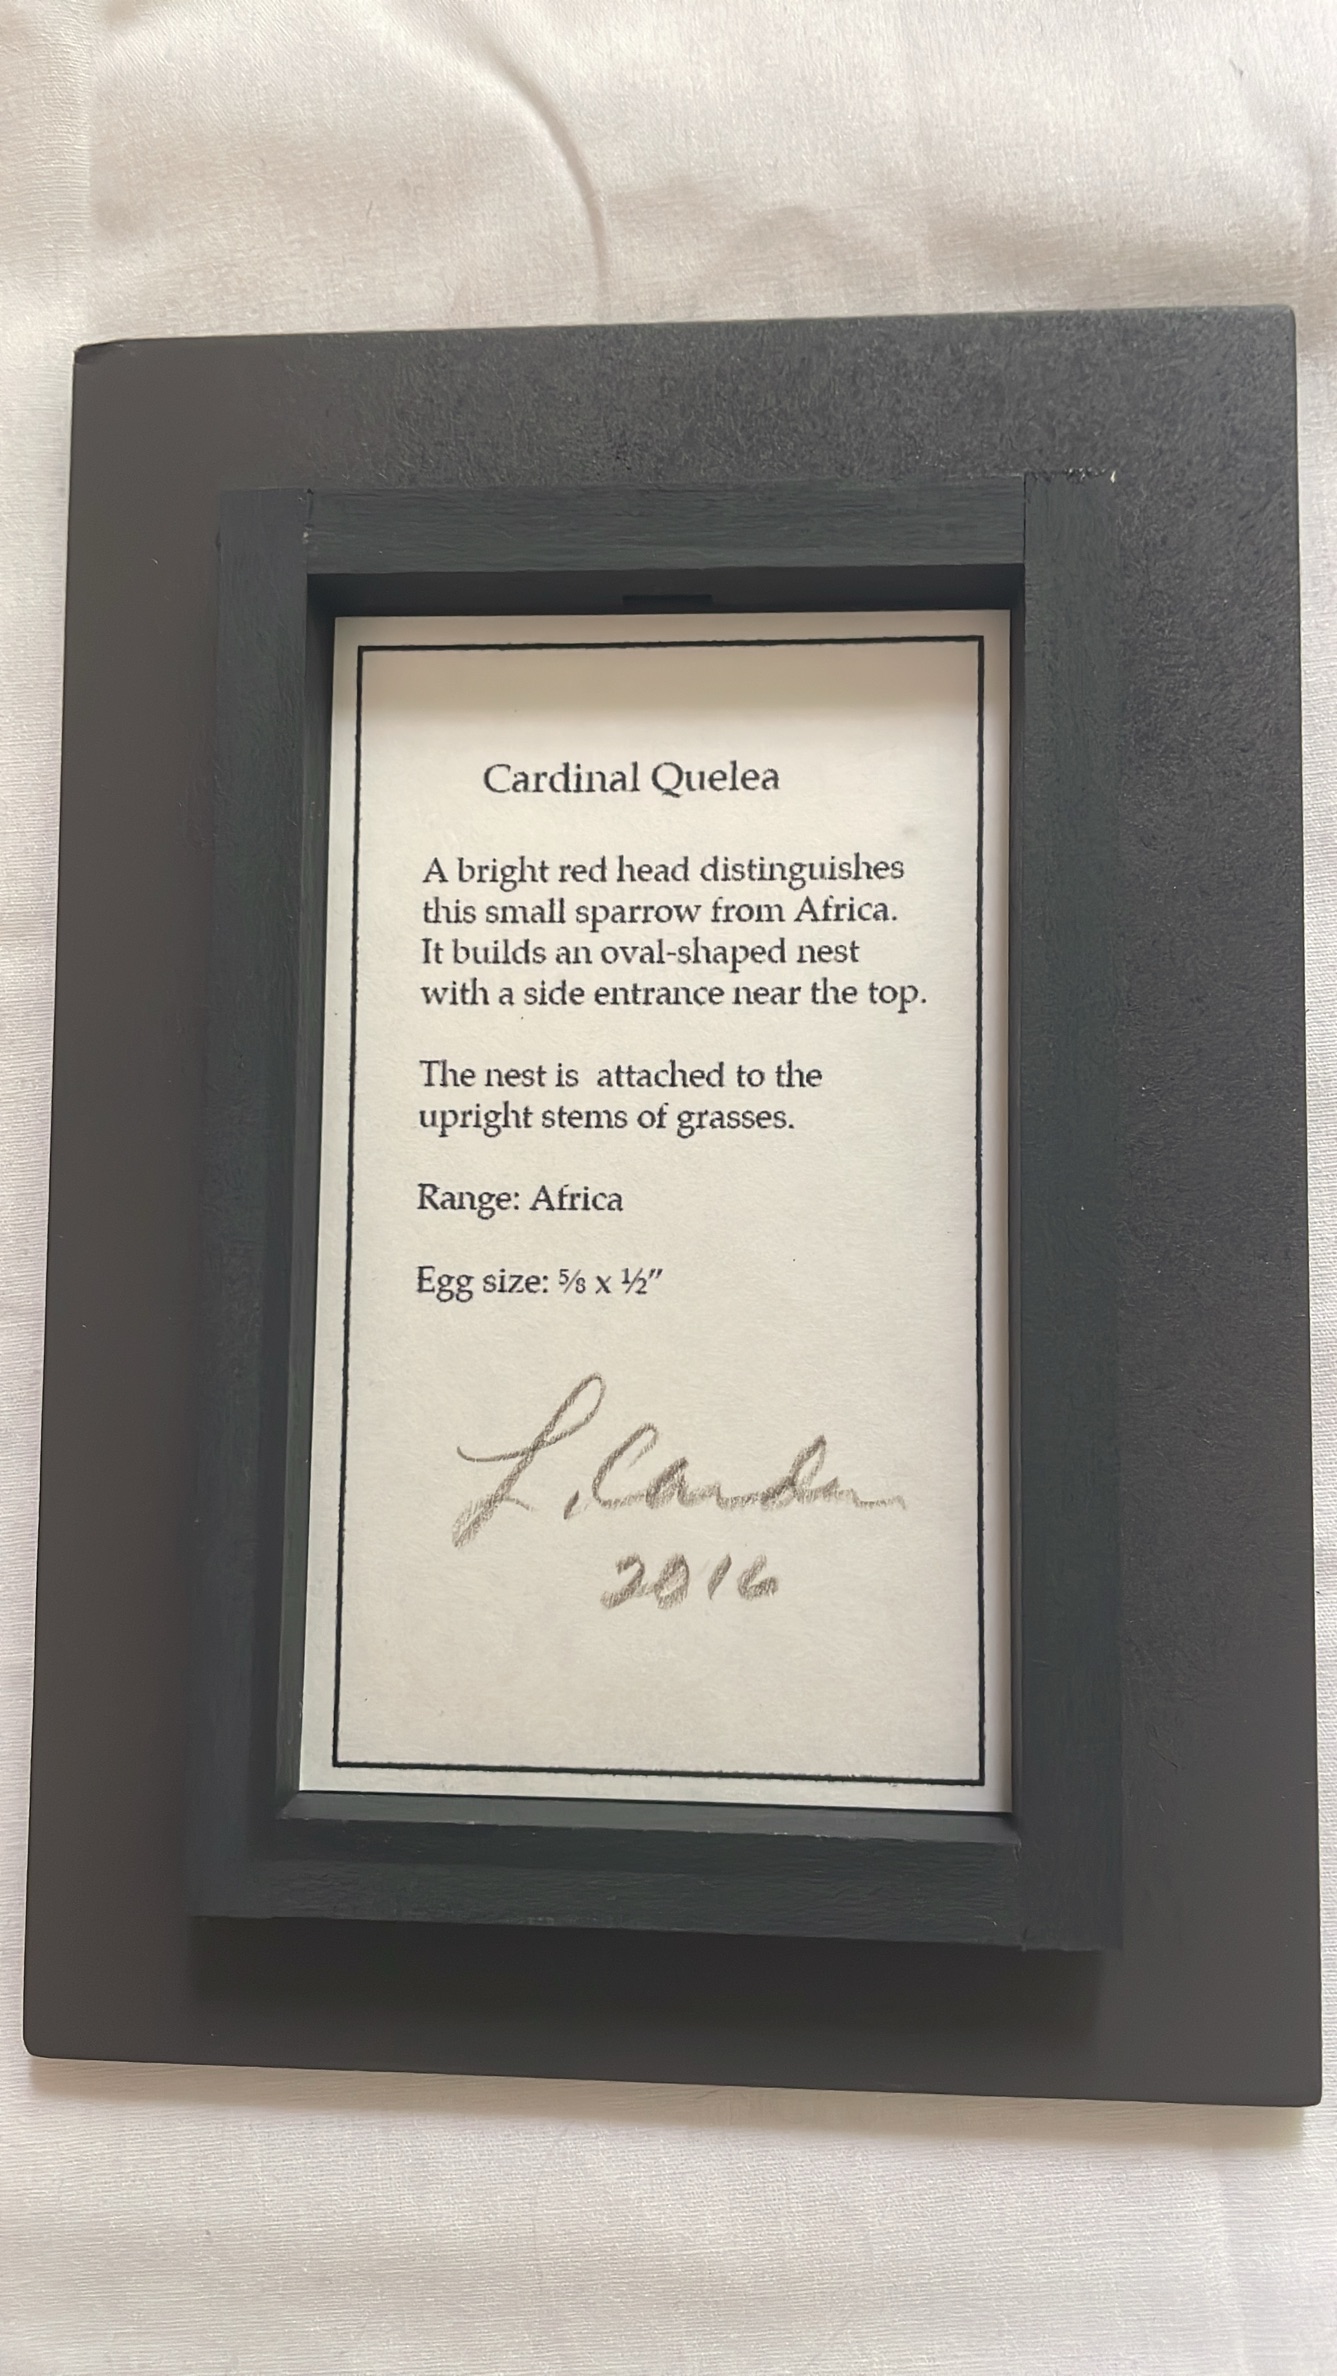 Cardinal Quelea
A bright red head distinguishes
this small sparrow from Africa.
It builds an oval-shaped nest
with a side entrance near the top.
The nest is attached to the
upright stems of grasses.
Range: Africa
Egg size: ⅝ x ½"
L.
2016